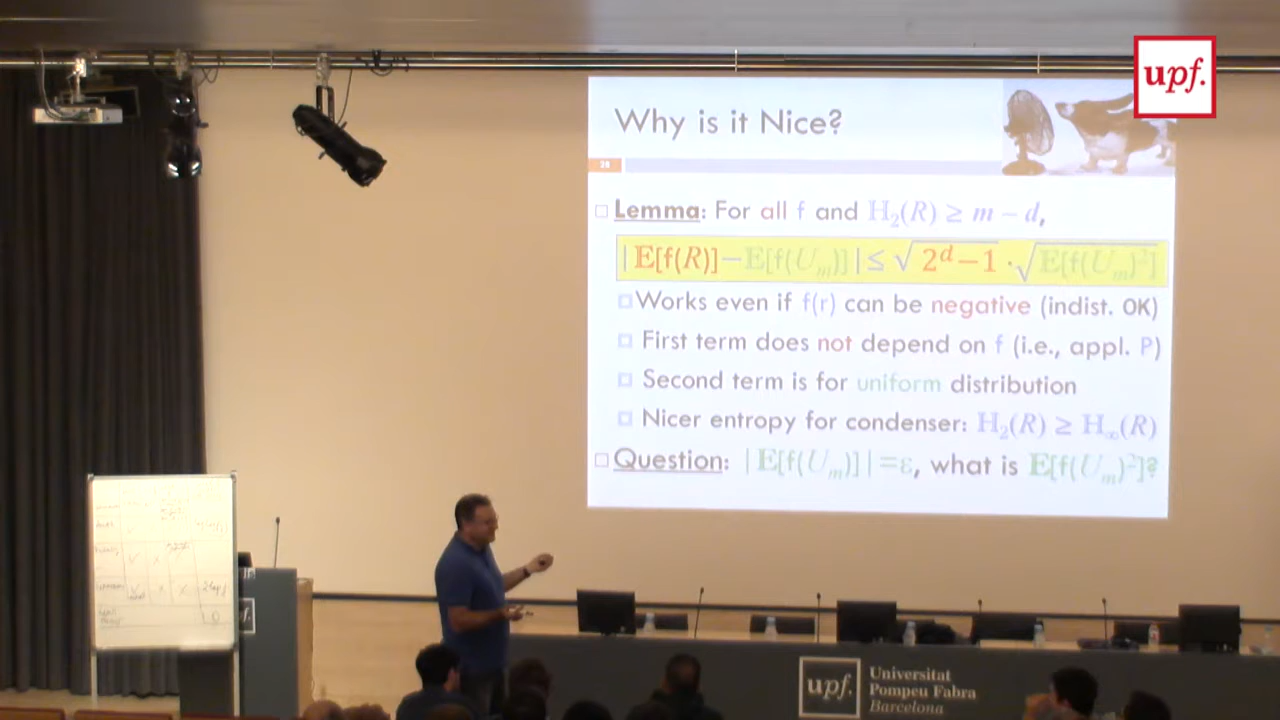 upf.
Why is it Nice?
28
Lemma: For all f and H₂(R) ≥ m − d,
| E[f(R)] − E[f(Uₘ)] | ≤ √2ᵈ−1 · √E[f(Uₘ)²]
Works even if f(r) can be negative (indist. OK)
First term does not depend on f (i.e., appl. P)
Second term is for uniform distribution
Nicer entropy for condenser: H₂(R) ≥ H∞(R)
Question: |E[f(Uₘ)]| =ε, what is E[f(Uₘ)²]?
upf.
Universitat
Pompeu Fabra
Barcelona